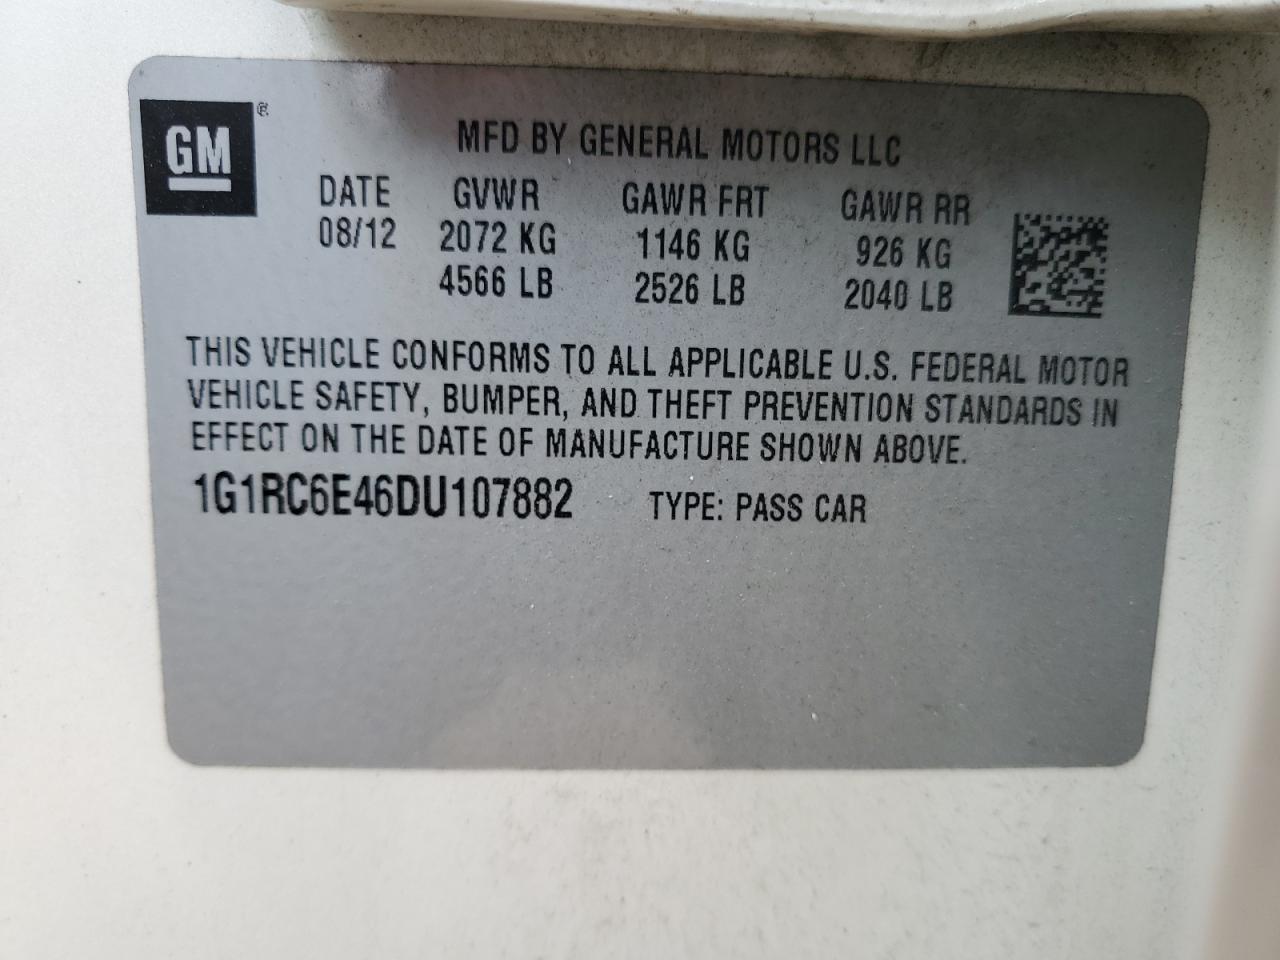 GM ®
MFD BY GENERAL MOTORS LLC
DATE GVWR GAWR FRT GAWR RR
08/12 2072 KG 1146 KG 926 KG
4566 LB 2526 LB 2040 LB
THIS VEHICLE CONFORMS TO ALL APPLICABLE U.S. FEDERAL MOTOR
VEHICLE SAFETY, BUMPER, AND THEFT PREVENTION STANDARDS IN
EFFECT ON THE DATE OF MANUFACTURE SHOWN ABOVE.
1G1RC6E46DU107882 TYPE: PASS CAR